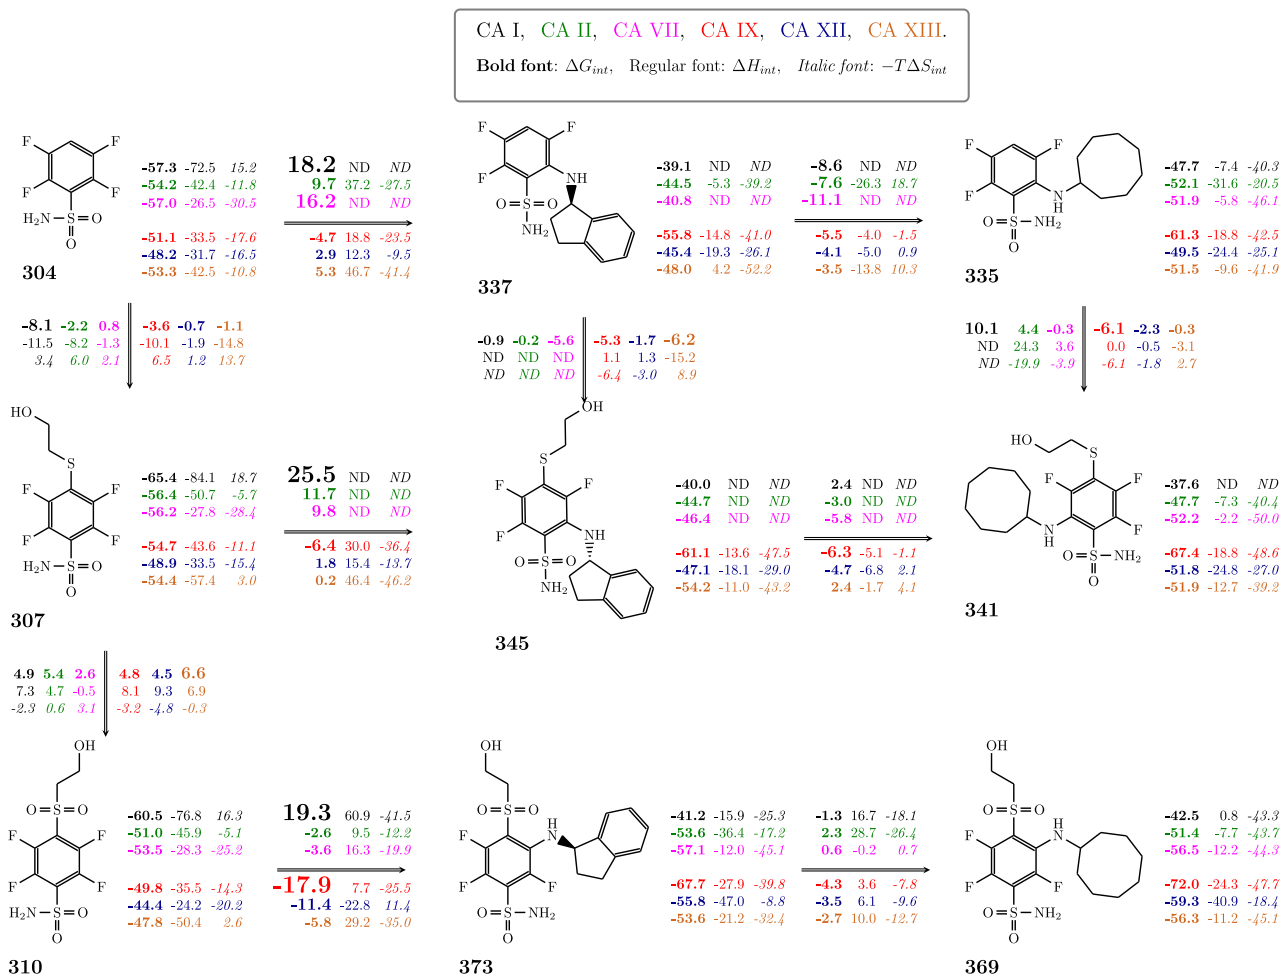 CA I, CA II, CA VII, CA IX, CA XII, CA XIII.
Bold font: ΔG_int, Regular font: ΔH_int, Italic font: −TΔS_int
F F
F F
H₂N S O
O
304
-57.3 -72.5 15.2
-54.2 -42.4 -11.8
-57.0 -26.5 -30.5
-51.1 -33.5 -17.6
-48.2 -31.7 -16.5
-53.3 -42.5 -10.8
18.2 ND ND
9.7 37.2 -27.5
16.2 ND ND
-4.7 18.8 -23.5
2.9 12.3 -9.5
5.3 46.7 -41.4
F F
F NH
O S O
NH₂
337
-39.1 ND ND
-44.5 -5.3 -39.2
-40.8 ND ND
-55.8 -14.8 -41.0
-45.4 -19.3 -26.1
-48.0 4.2 -52.2
-8.6 ND ND
-7.6 -26.3 18.7
-11.1 ND ND
-5.5 -4.0 -1.5
-4.1 -5.0 0.9
-3.5 -13.8 10.3
F F
F N
H
O S NH₂
O
335
-47.7 -7.4 -40.3
-52.1 -31.6 -20.5
-51.9 -5.8 -46.1
-61.3 -18.8 -42.5
-49.5 -24.4 -25.1
-51.5 -9.6 -41.9
-8.1 -2.2 0.8 -3.6 -0.7 -1.1
-11.5 -8.2 -1.3 -10.1 -1.9 -14.8
3.4 6.0 2.1 6.5 1.2 13.7
-0.9 -0.2 -5.6 -5.3 -1.7 -6.2
ND ND ND 1.1 1.3 -15.2
ND ND ND -6.4 -3.0 8.9
10.1 4.4 -0.3 -6.1 -2.3 -0.3
ND 24.3 3.6 0.0 -0.5 -3.1
ND -19.9 -3.9 -6.1 -1.8 2.7
HO
S
F F
F F
H₂N S O
O
307
-65.4 -84.1 18.7
-56.4 -50.7 -5.7
-56.2 -27.8 -28.4
-54.7 -43.6 -11.1
-48.9 -33.5 -15.4
-54.4 -57.4 3.0
25.5 ND ND
11.7 ND ND
9.8 ND ND
-6.4 30.0 -36.4
1.8 15.4 -13.7
0.2 46.4 -46.2
OH
S
F F
F NH
O S O
NH₂
345
-40.0 ND ND
-44.7 ND ND
-46.4 ND ND
-61.1 -13.6 -47.5
-47.1 -18.1 -29.0
-54.2 -11.0 -43.2
2.4 ND ND
-3.0 ND ND
-5.8 ND ND
-6.3 -5.1 -1.1
-4.7 -6.8 2.1
2.4 -1.7 4.1
HO
S
F F
N F
H
O S NH₂
O
341
-37.6 ND ND
-47.7 -7.3 -40.4
-52.2 -2.2 -50.0
-67.4 -18.8 -48.6
-51.8 -24.8 -27.0
-51.9 -12.7 -39.2
4.9 5.4 2.6 4.8 4.5 6.6
7.3 4.7 -0.5 8.1 9.3 6.9
-2.3 0.6 3.1 -3.2 -4.8 -0.3
OH
O S O
F F
F F
H₂N S O
O
310
-60.5 -76.8 16.3
-51.0 -45.9 -5.1
-53.5 -28.3 -25.2
-49.8 -35.5 -14.3
-44.4 -24.2 -20.2
-47.8 -50.4 2.6
19.3 60.9 -41.5
-2.6 9.5 -12.2
-3.6 16.3 -19.9
-17.9 7.7 -25.5
-11.4 -22.8 11.4
-5.8 29.2 -35.0
OH
O S O
H
F N
F F
O S NH₂
O
373
-41.2 -15.9 -25.3
-53.6 -36.4 -17.2
-57.1 -12.0 -45.1
-67.7 -27.9 -39.8
-55.8 -47.0 -8.8
-53.6 -21.2 -32.4
-1.3 16.7 -18.1
2.3 28.7 -26.4
0.6 -0.2 0.7
-4.3 3.6 -7.8
-3.5 6.1 -9.6
-2.7 10.0 -12.7
OH
O S O
H
F N
F F
O S NH₂
O
369
-42.5 0.8 -43.3
-51.4 -7.7 -43.7
-56.5 -12.2 -44.3
-72.0 -24.3 -47.7
-59.3 -40.9 -18.4
-56.3 -11.2 -45.1